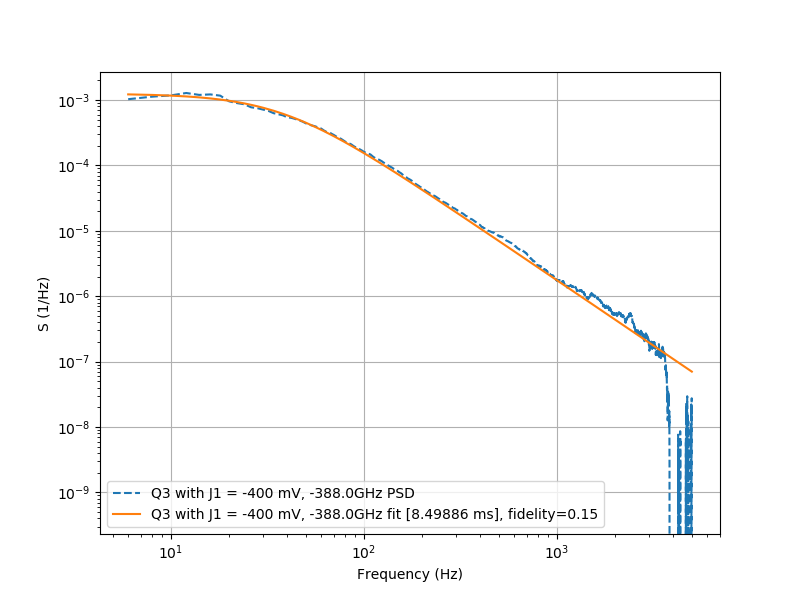 10⁻³
10⁻⁴
10⁻⁵
10⁻⁶
10⁻⁷
10⁻⁸
10⁻⁹
S (1/Hz)
Q3 with J1 = -400 mV, -388.0GHz PSD
Q3 with J1 = -400 mV, -388.0GHz fit [8.49886 ms], fidelity=0.15
10¹
10²
10³
Frequency (Hz)